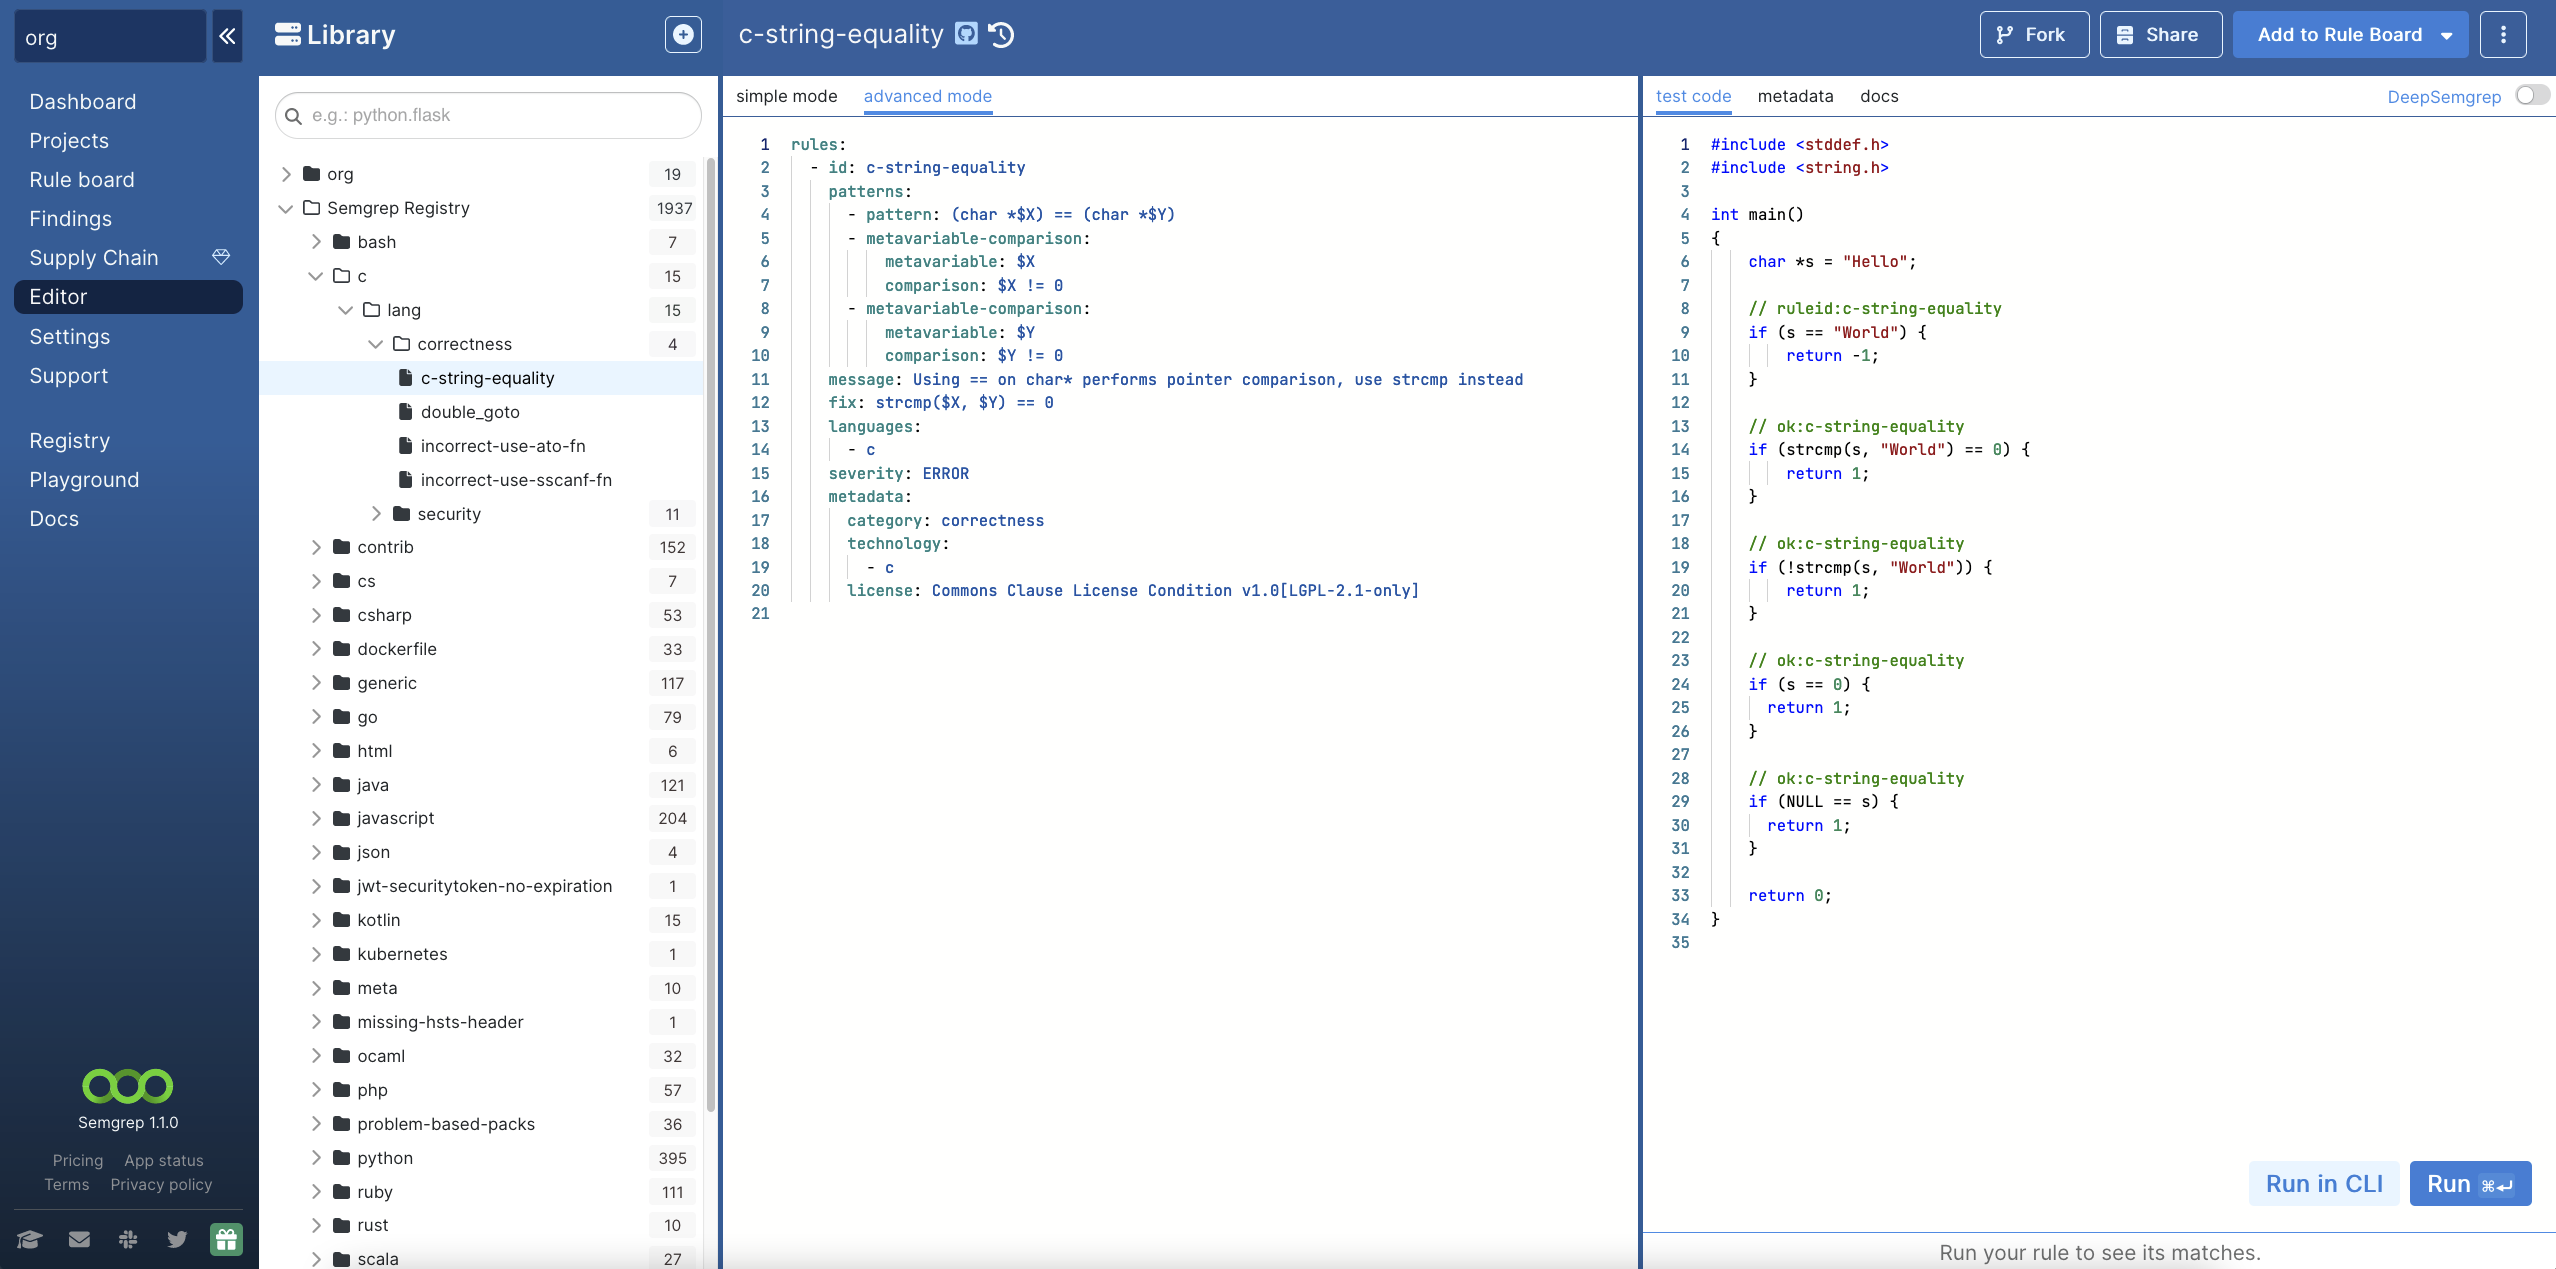 org
Dashboard
Projects
Rule board
Findings
Supply Chain
Editor
Settings
Support
Registry
Playground
Docs
Semgrep 1.1.0
Pricing App status
Terms Privacy policy
Library
e.g.: python.flask
org 19
Semgrep Registry 1937
bash 7
c 15
lang 15
correctness 4
c-string-equality
double_goto
incorrect-use-ato-fn
incorrect-use-sscanf-fn
security 11
contrib 152
cs 7
csharp 53
dockerfile 33
generic 117
go 79
html 6
java 121
javascript 204
json 4
jwt-securitytoken-no-expiration 1
kotlin 15
kubernetes 1
meta 10
missing-hsts-header 1
ocaml 32
php 57
problem-based-packs 36
python 395
ruby 111
rust 10
scala 27
c-string-equality
Fork
Share
Add to Rule Board
simple mode advanced mode
1 rules:
2 - id: c-string-equality
3 patterns:
4 - pattern: (char *$X) == (char *$Y)
5 - metavariable-comparison:
6 metavariable: $X
7 comparison: $X != 0
8 - metavariable-comparison:
9 metavariable: $Y
10 comparison: $Y != 0
11 message: Using == on char* performs pointer comparison, use strcmp instead
12 fix: strcmp($X, $Y) == 0
13 languages:
14 - c
15 severity: ERROR
16 metadata:
17 category: correctness
18 technology:
19 - c
20 license: Commons Clause License Condition v1.0[LGPL-2.1-only]
21
test code metadata docs
DeepSemgrep
1 #include <stddef.h>
2 #include <string.h>
3
4 int main()
5 {
6 char *s = "Hello";
7
8 // ruleid:c-string-equality
9 if (s == "World") {
10 return -1;
11 }
12
13 // ok:c-string-equality
14 if (strcmp(s, "World") == 0) {
15 return 1;
16 }
17
18 // ok:c-string-equality
19 if (!strcmp(s, "World")) {
20 return 1;
21 }
22
23 // ok:c-string-equality
24 if (s == 0) {
25 return 1;
26 }
27
28 // ok:c-string-equality
29 if (NULL == s) {
30 return 1;
31 }
32
33 return 0;
34 }
35
Run in CLI
Run ⌘↵
Run your rule to see its matches.